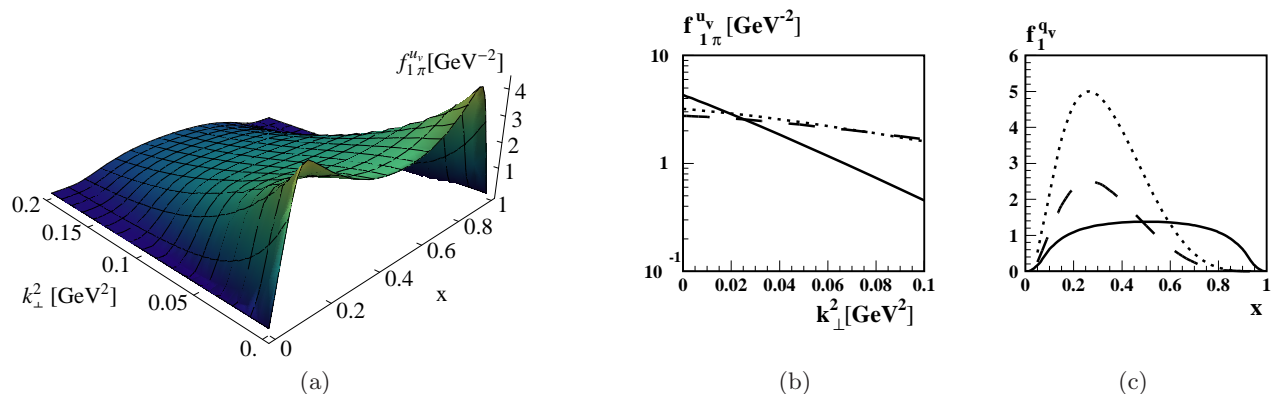 f_{1π}^{u_v}[GeV^{−2}]
4
3
2
1
1
0.8
0.6
0.4
0.2
0
x
0.2
0.15
0.1
0.05
0.
k_⊥^2 [GeV^2]
(a)
f_{1π}^{u_v} [GeV^{-2}]
10
1
10^{-1}
0 0.02 0.04 0.06 0.08 0.1
k_⊥^2[GeV^2]
(b)
f_1^{q_v}
6
5
4
3
2
1
0
0 0.2 0.4 0.6 0.8 1
x
(c)